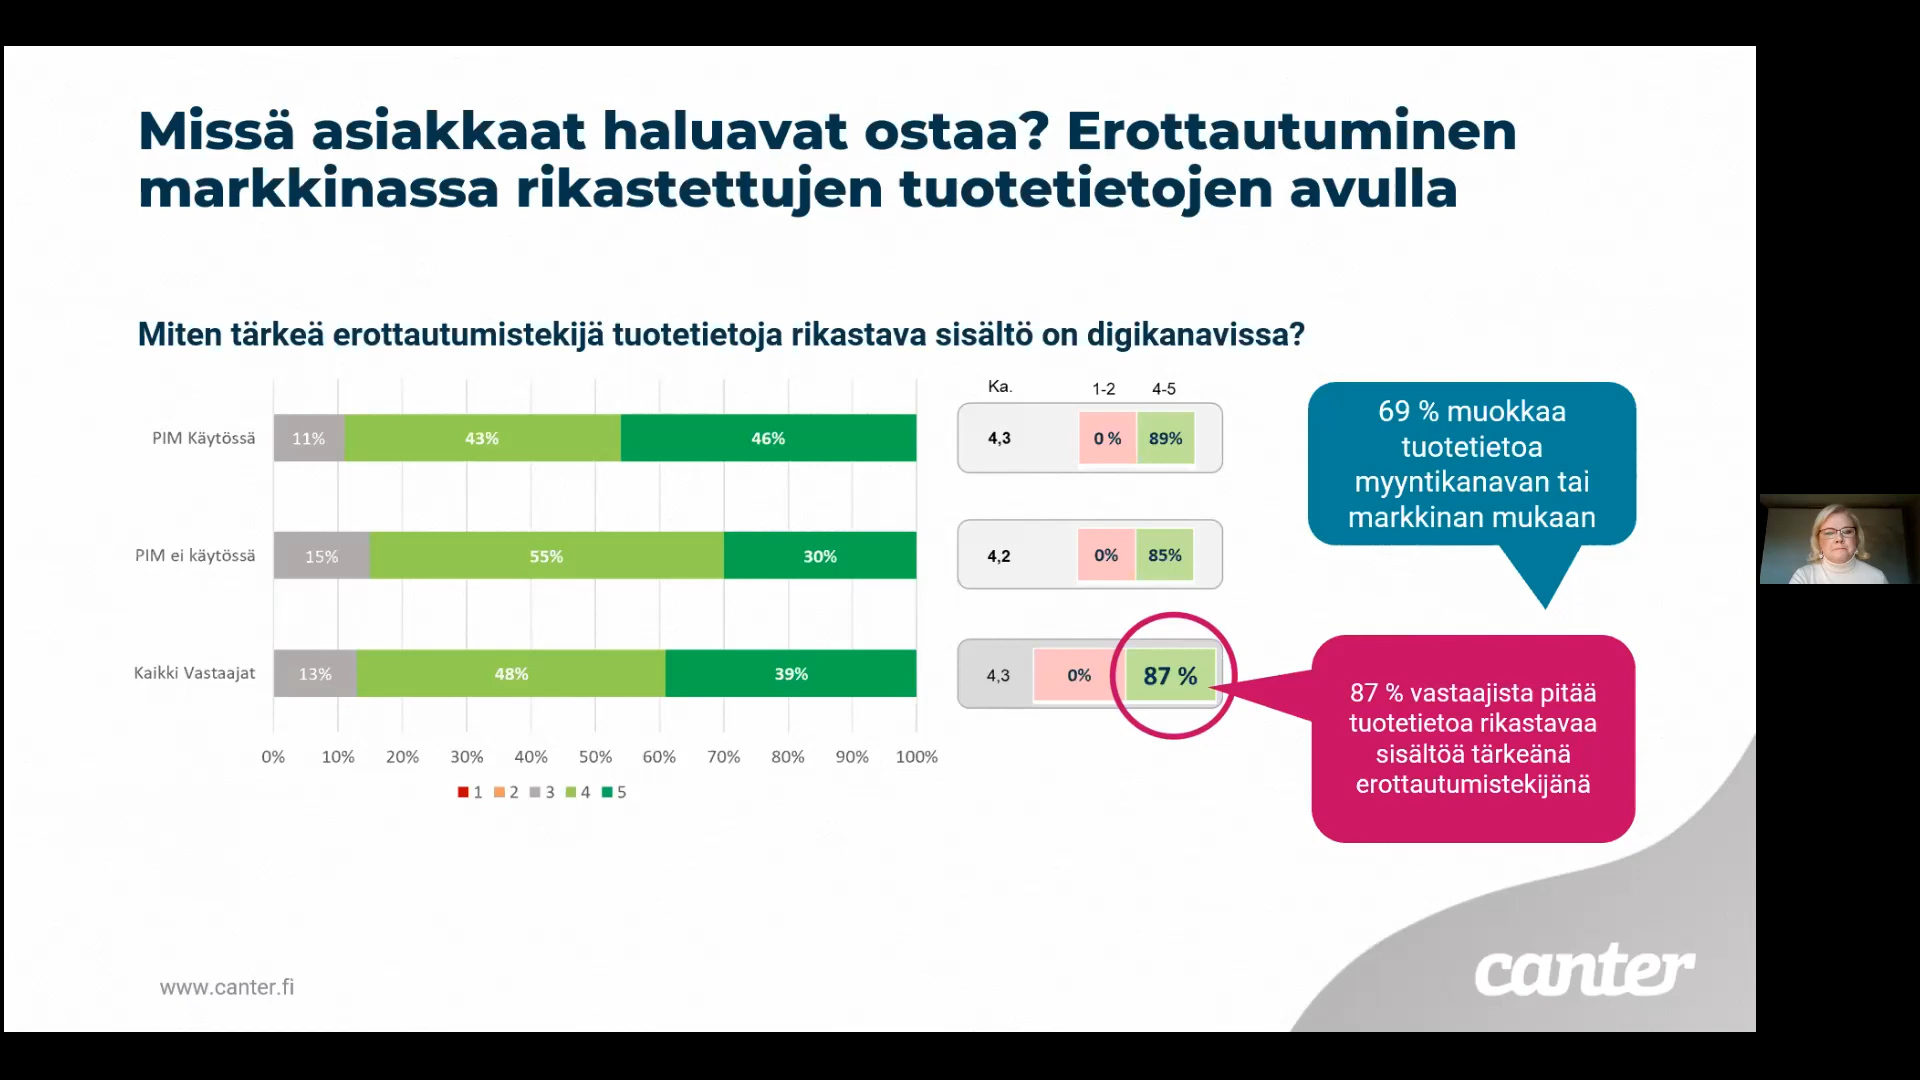 Missä asiakkaat haluavat ostaa? Erottautuminen
markkinassa rikastettujen tuotetietojen avulla
Miten tärkeä erottautumistekijä tuotetietoja rikastava sisältö on digikanavissa?
Ka. 1-2 4-5
PIM Käytössä 11% 43% 46% 4,3 0 % 89%
PIM ei käytössä 15% 55% 30% 4,2 0% 85%
Kaikki Vastaajat 13% 48% 39% 4,3 0% 87 %
0% 10% 20% 30% 40% 50% 60% 70% 80% 90% 100%
1 2 3 4 5
69 % muokkaa
tuotetietoa
myyntikanavan tai
markkinan mukaan
87 % vastaajista pitää
tuotetietoa rikastavaa
sisältöä tärkeänä
erottautumistekijänä
www.canter.fi
canter